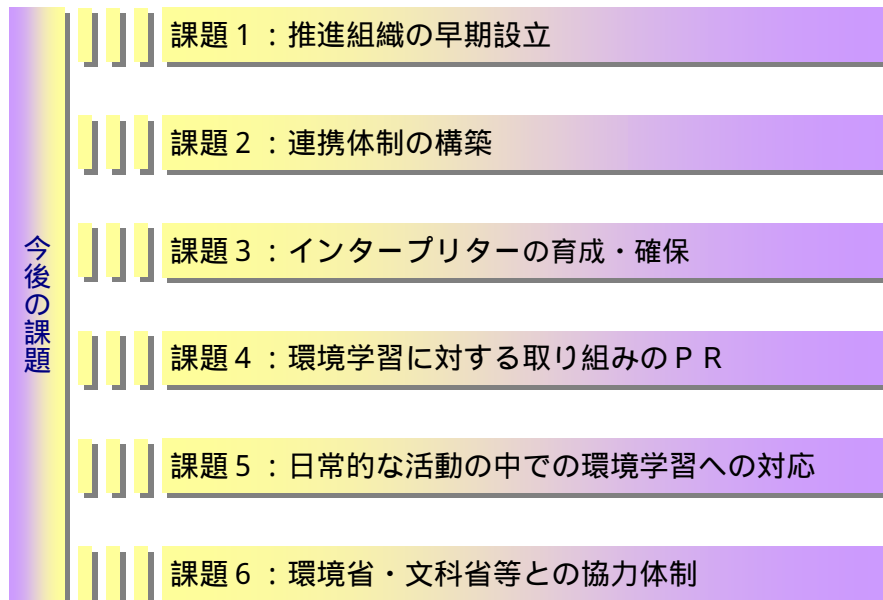 今後の課題
課題１：推進組織の早期設立
課題２：連携体制の構築
課題３：インタープリターの育成・確保
課題４：環境学習に対する取り組みのＰＲ
課題５：日常的な活動の中での環境学習への対応
課題６：環境省・文科省等との協力体制